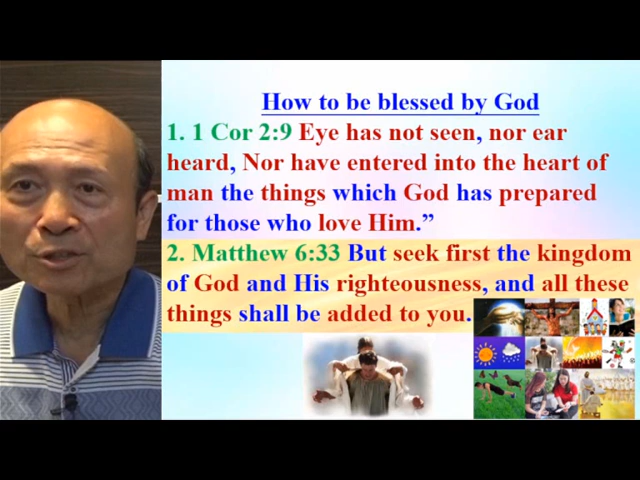 How to be blessed by God
1. 1 Cor 2:9 Eye has not seen, nor ear
heard, Nor have entered into the heart of
man the things which God has prepared
for those who love Him.”
2. Matthew 6:33 But seek first the kingdom
of God and His righteousness, and all these
things shall be added to you.